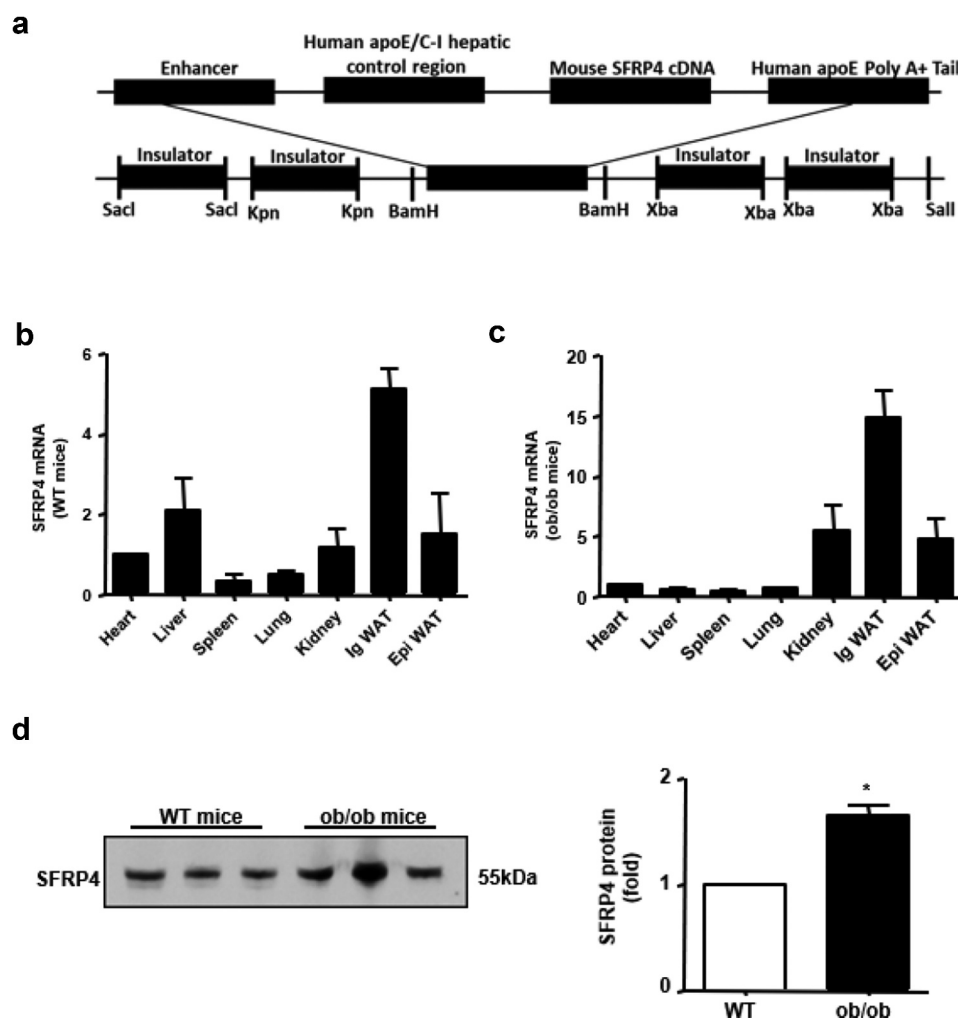 a
Human apoE/C-I hepatic
control region
Enhancer
Mouse SFRP4 cDNA
Human apoE Poly A+ Tail
Insulator
Insulator
Insulator
Insulator
SacI
SacI
Kpn
Kpn
BamH
BamH
Xba
Xba
Xba
Xba
SalI
b
SFRP4 mRNA
(WT mice)
6
4
2
0
Heart
Liver
Spleen
Lung
Kidney
Ig WAT
Epi WAT
c
SFRP4 mRNA
(ob/ob mice)
20
15
10
5
0
Heart
Liver
Spleen
Lung
Kidney
Ig WAT
Epi WAT
d
WT mice
ob/ob mice
SFRP4
55kDa
SFRP4 protein
(fold)
2
1
0
*
WT
ob/ob